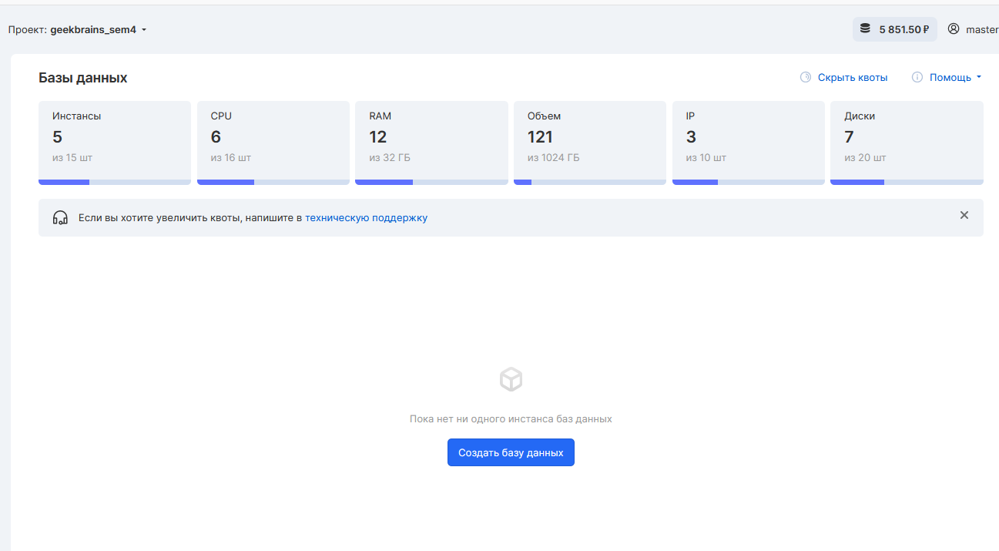 Проект: geekbrains_sem4
5 851.50 ₽
master
Базы данных
Скрыть квоты
Помощь
Инстансы
5
из 15 шт
CPU
6
из 16 шт
RAM
12
из 32 ГБ
Объем
121
из 1024 ГБ
IP
3
из 10 шт
Диски
7
из 20 шт
Если вы хотите увеличить квоты, напишите в техническую поддержку
Пока нет ни одного инстанса баз данных
Создать базу данных